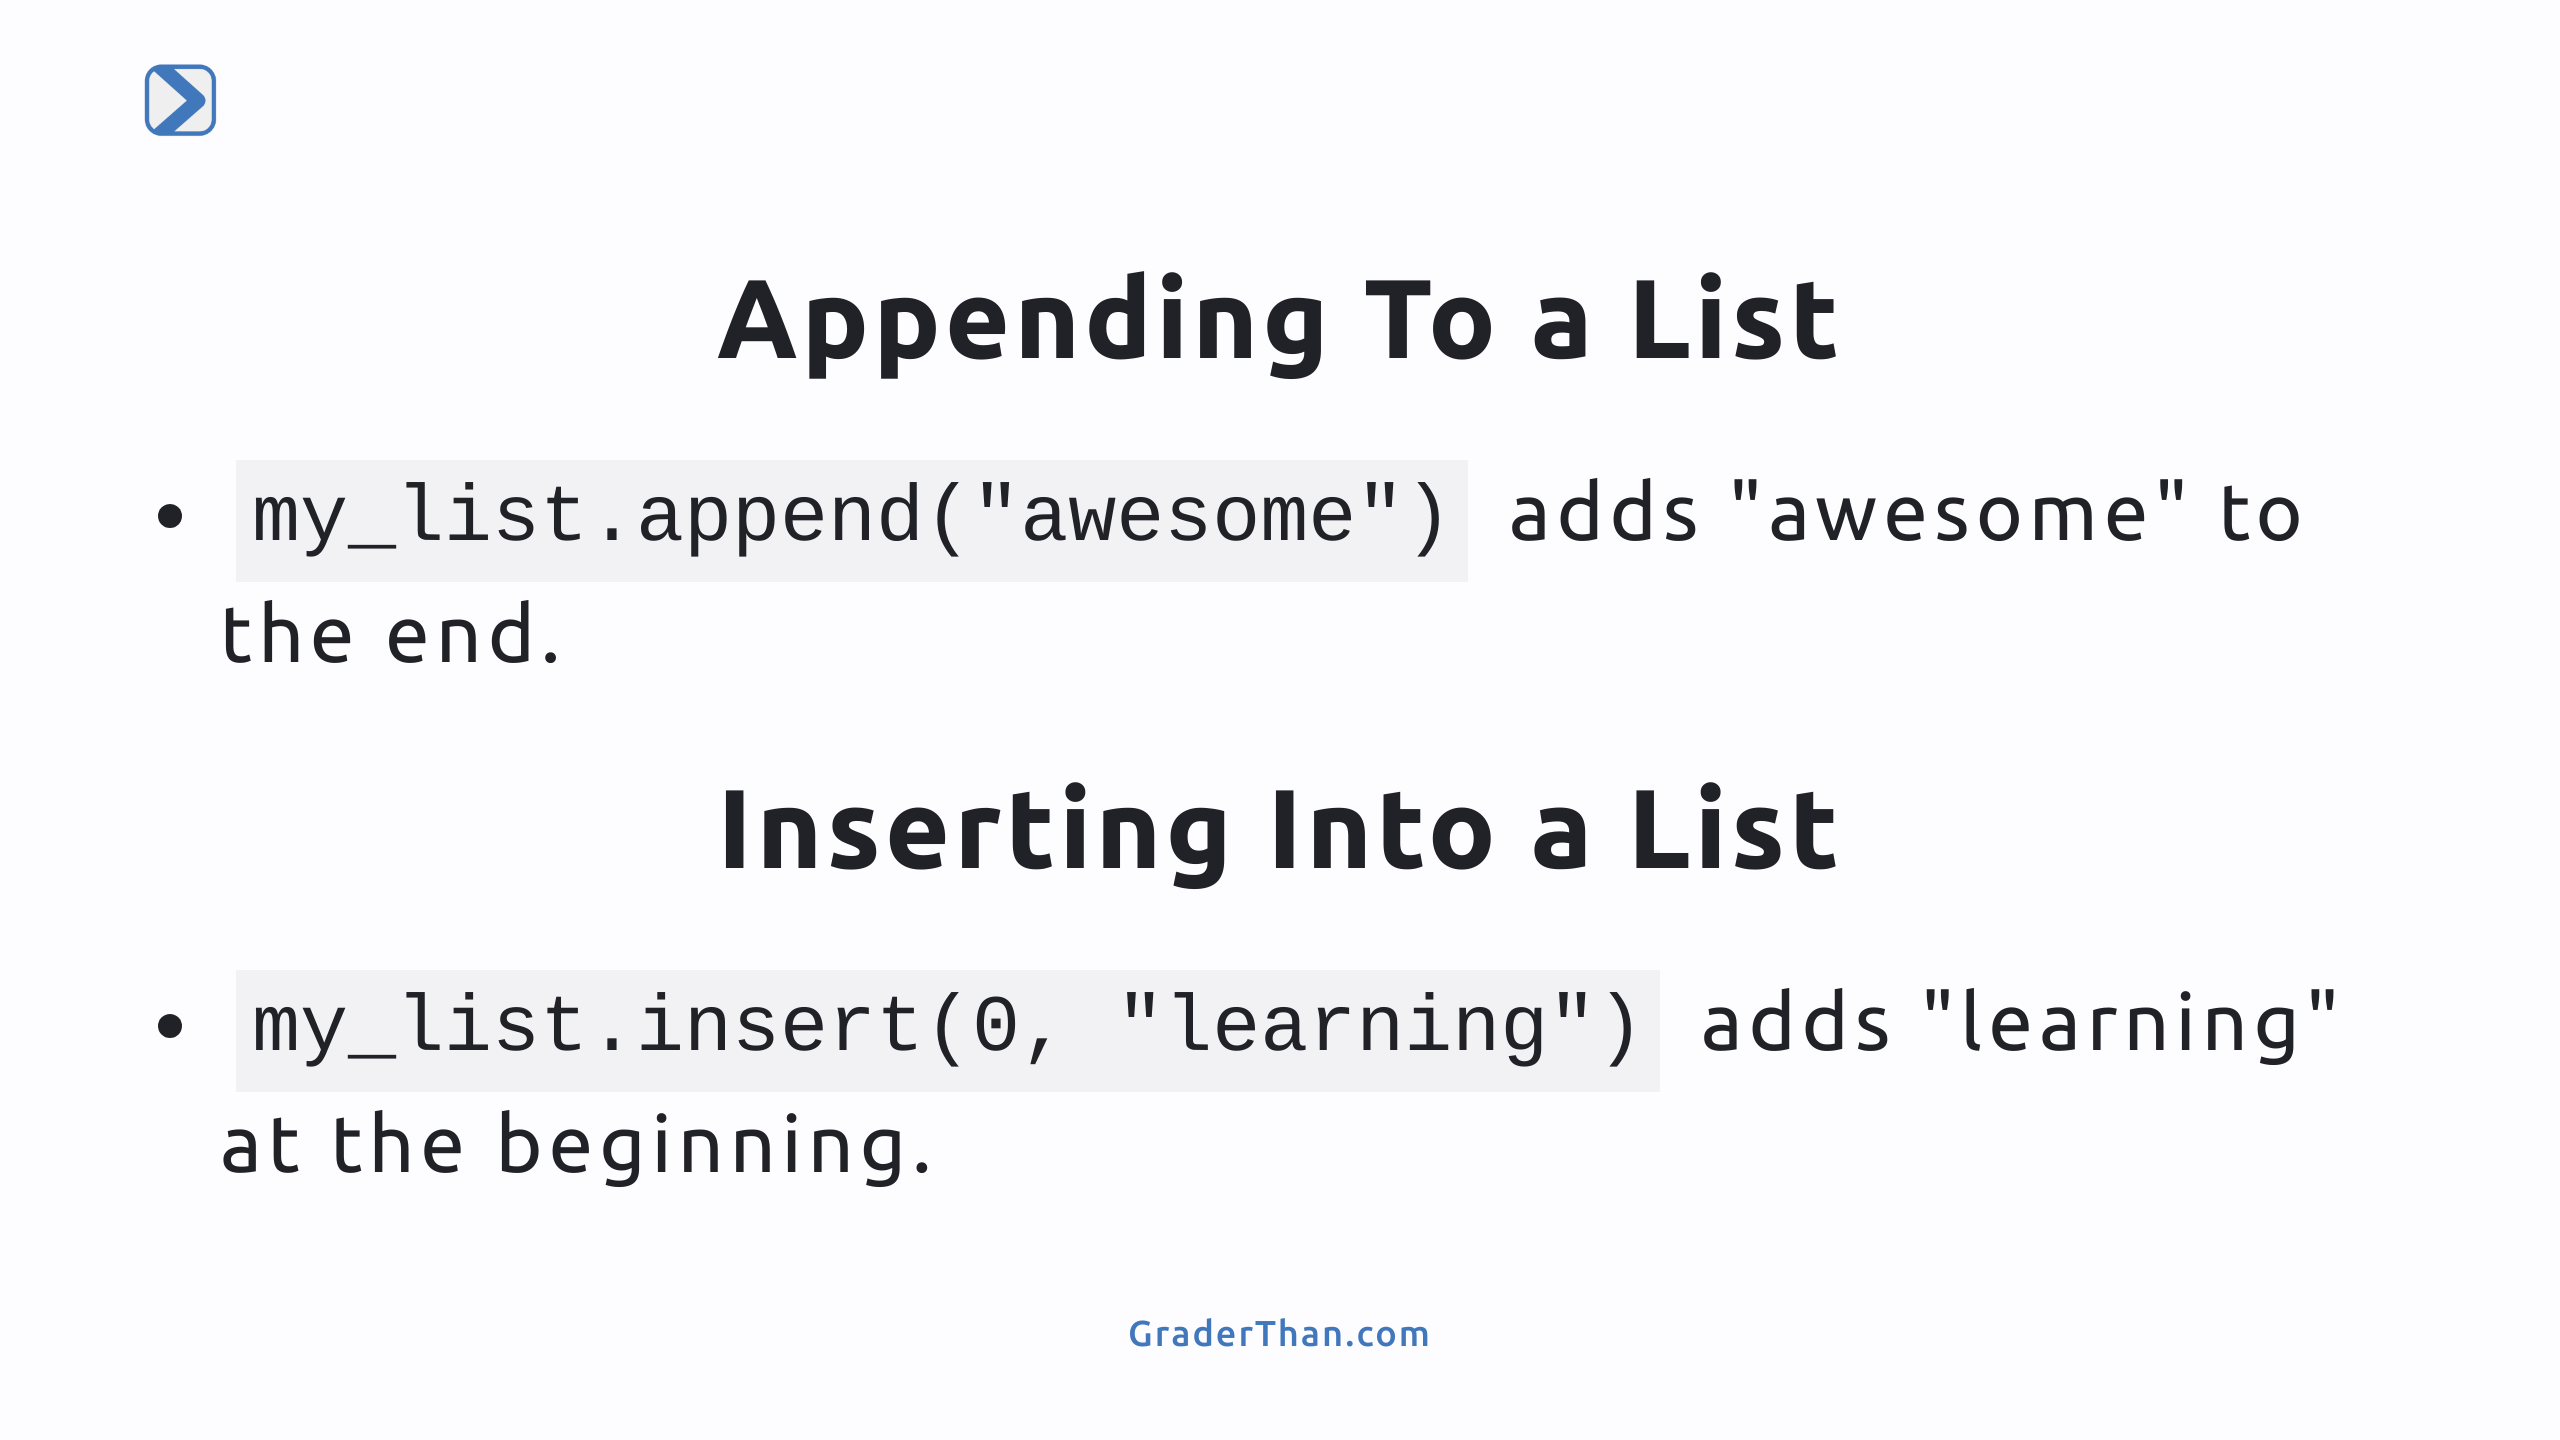 Appending To a List
• my_list.append("awesome") adds "awesome" to
the end.
Inserting Into a List
• my_list.insert(0, "learning") adds "learning"
at the beginning.
GraderThan.com